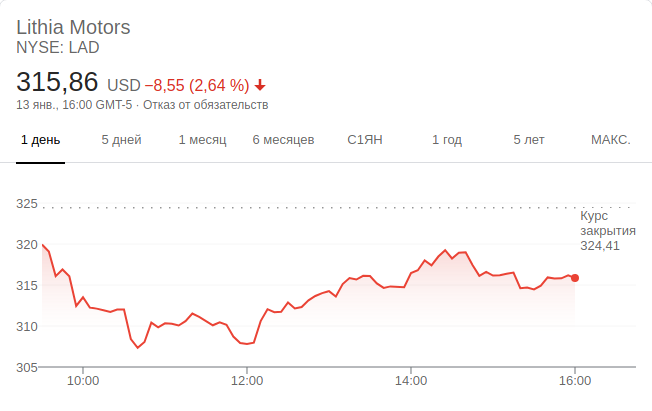 Lithia Motors
NYSE: LAD
315,86 USD −8,55 (2,64 %)
13 янв., 16:00 GMT-5 · Отказ от обязательств
1 день 5 дней 1 месяц 6 месяцев С1ЯН 1 год 5 лет МАКС.
325
Курс
закрытия
324,41
320
315
310
305
10:00 12:00 14:00 16:00